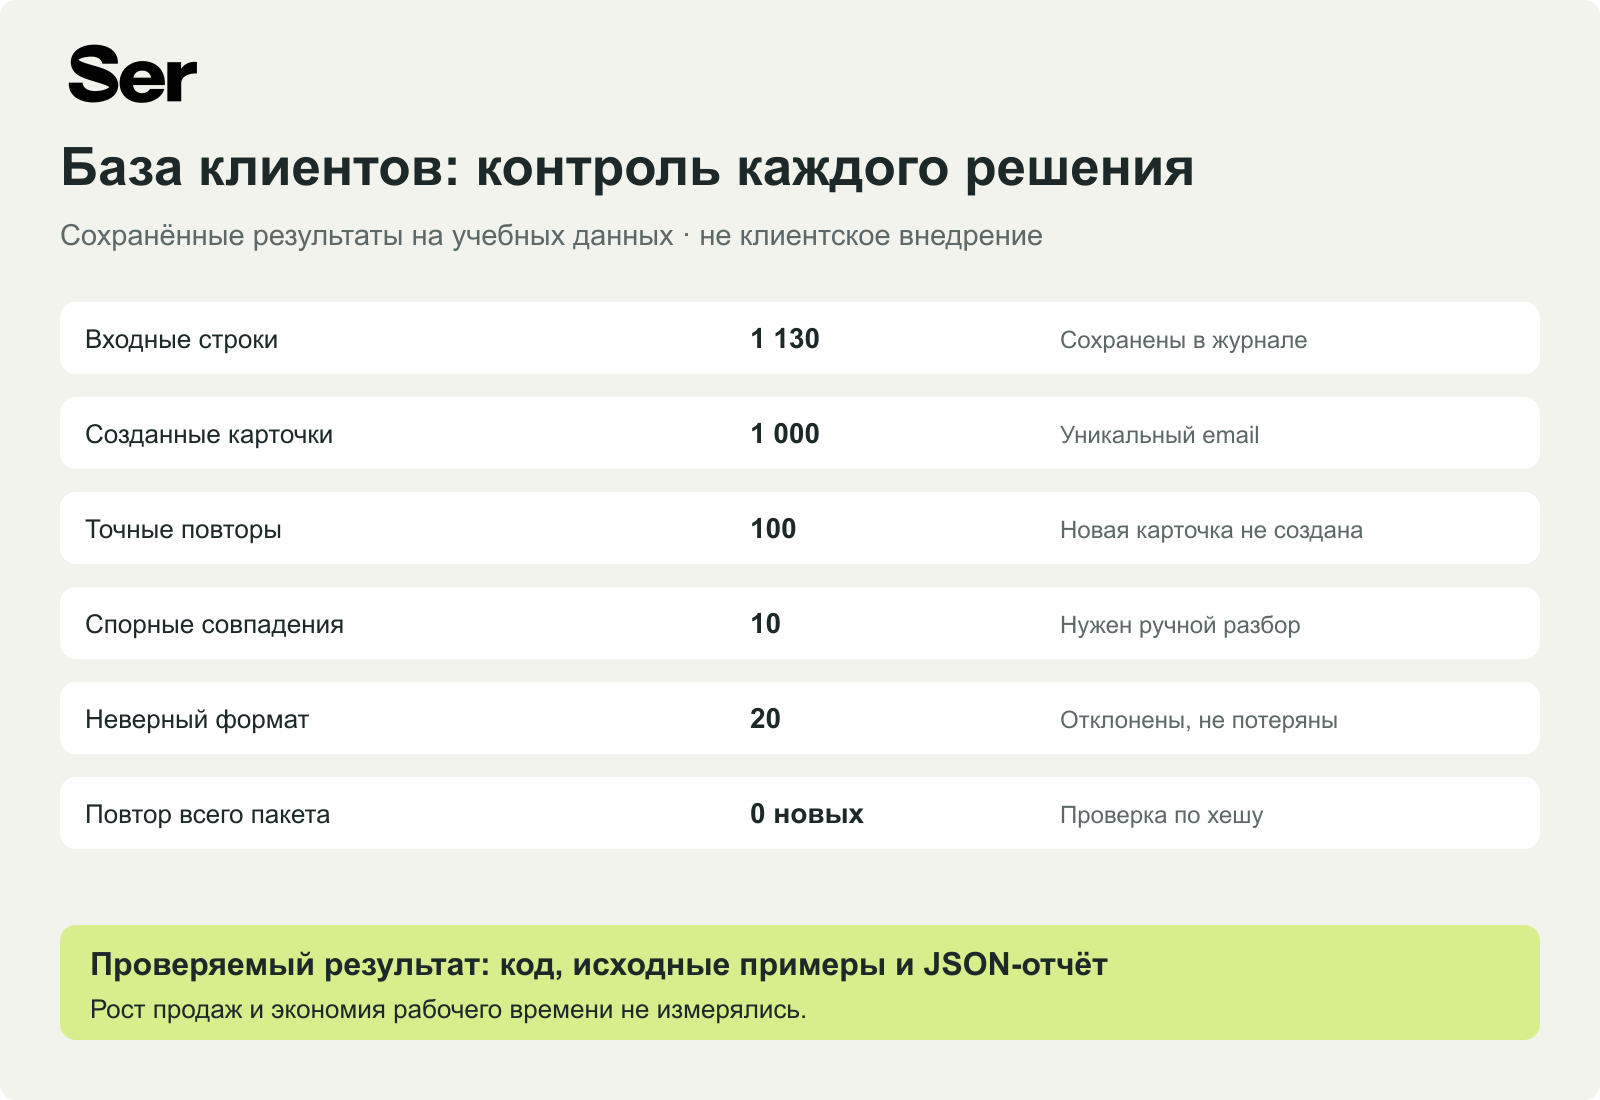 Ser
База клиентов: контроль каждого решения
Сохранённые результаты на учебных данных · не клиентское внедрение
Входные строки 1 130 Сохранены в журнале
Созданные карточки 1 000 Уникальный email
Точные повторы 100 Новая карточка не создана
Спорные совпадения 10 Нужен ручной разбор
Неверный формат 20 Отклонены, не потеряны
Повтор всего пакета 0 новых Проверка по хешу
Проверяемый результат: код, исходные примеры и JSON-отчёт
Рост продаж и экономия рабочего времени не измерялись.